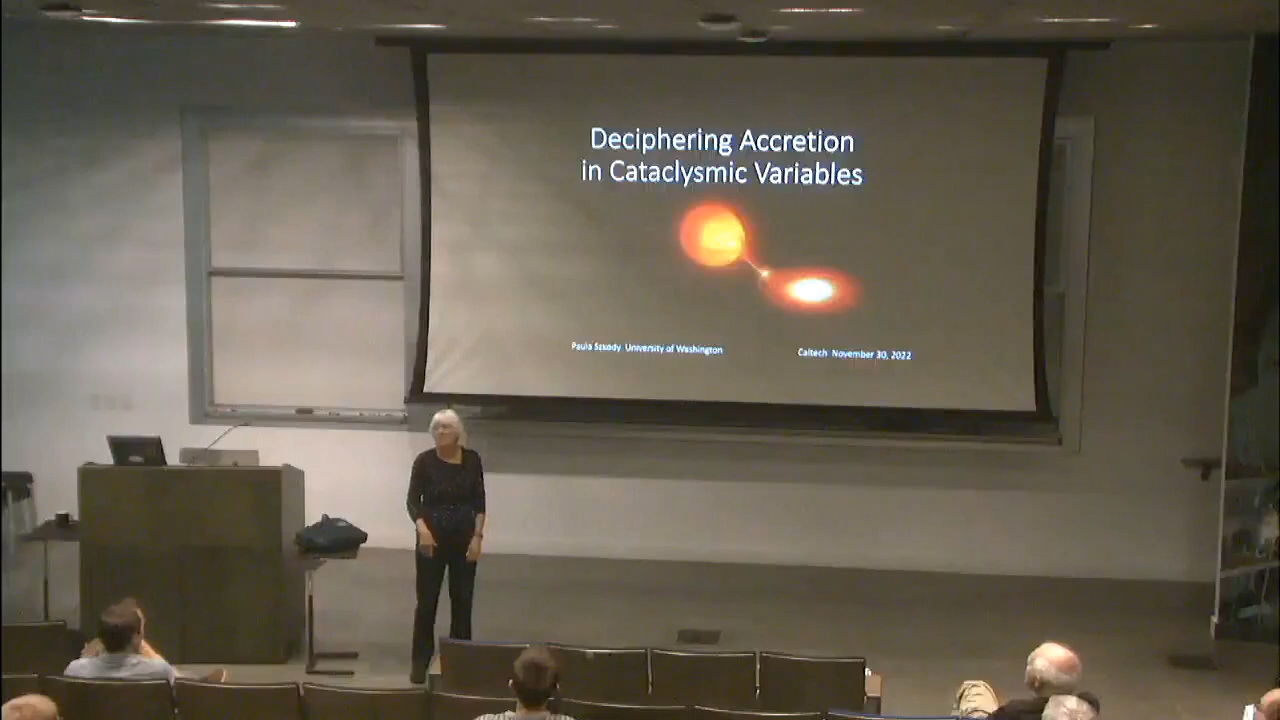 Deciphering Accretion
in Cataclysmic Variables
Paula Szkody University of Washington
Caltech November 30, 2022